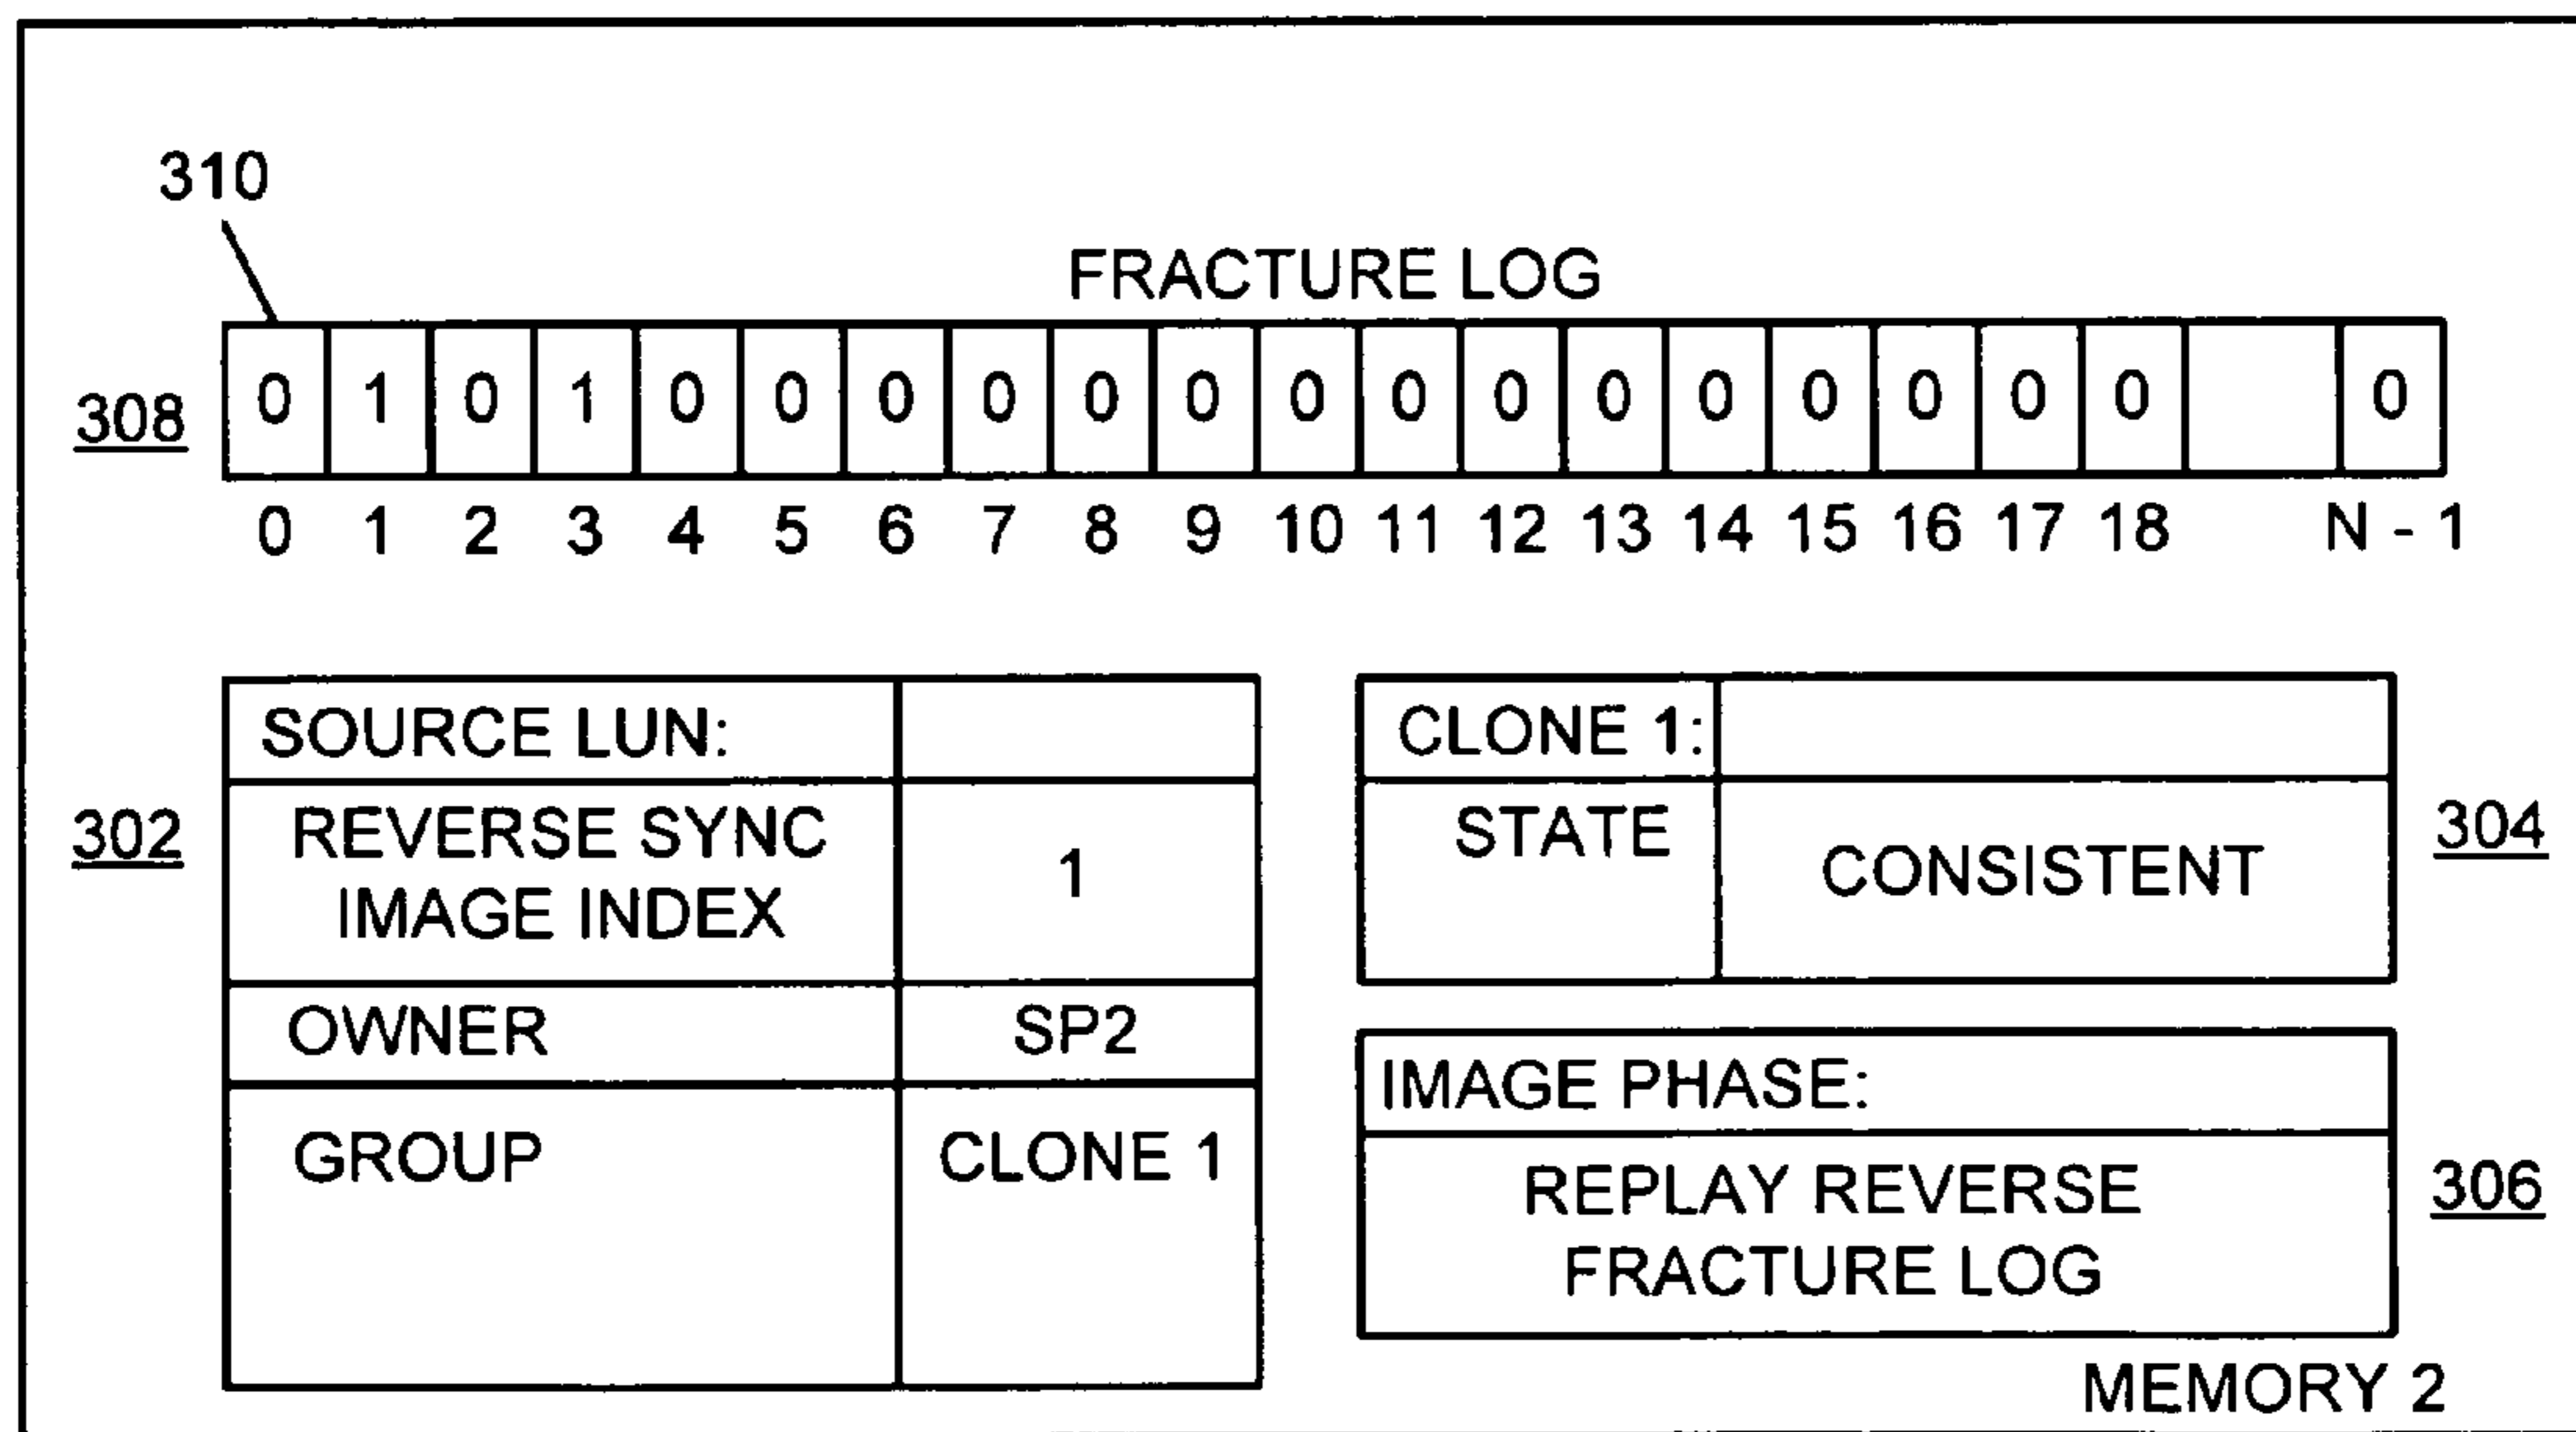 310
FRACTURE LOG
308 0 1 0 1 0 0 0 0 0 0 0 0 0 0 0 0 0 0 0 0
0 1 2 3 4 5 6 7 8 9 10 11 12 13 14 15 16 17 18 N - 1
302
SOURCE LUN:
REVERSE SYNC
IMAGE INDEX
1
OWNER SP2
GROUP CLONE 1
CLONE 1:
STATE CONSISTENT
304
IMAGE PHASE:
REPLAY REVERSE
FRACTURE LOG
306
MEMORY 2